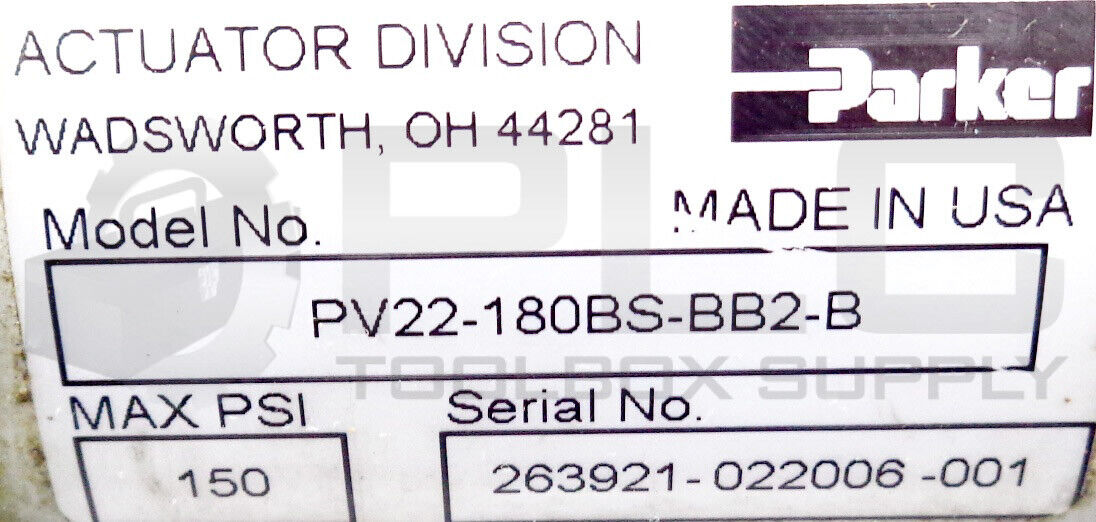 ACTUATOR DIVISION
Parker
WADSWORTH, OH 44281
Model No.
MADE IN USA
PV22-180BS-BB2-B
PLC
TOOLBOX SUPPLY
MAX PSI
Serial No.
150
263921-022006-001